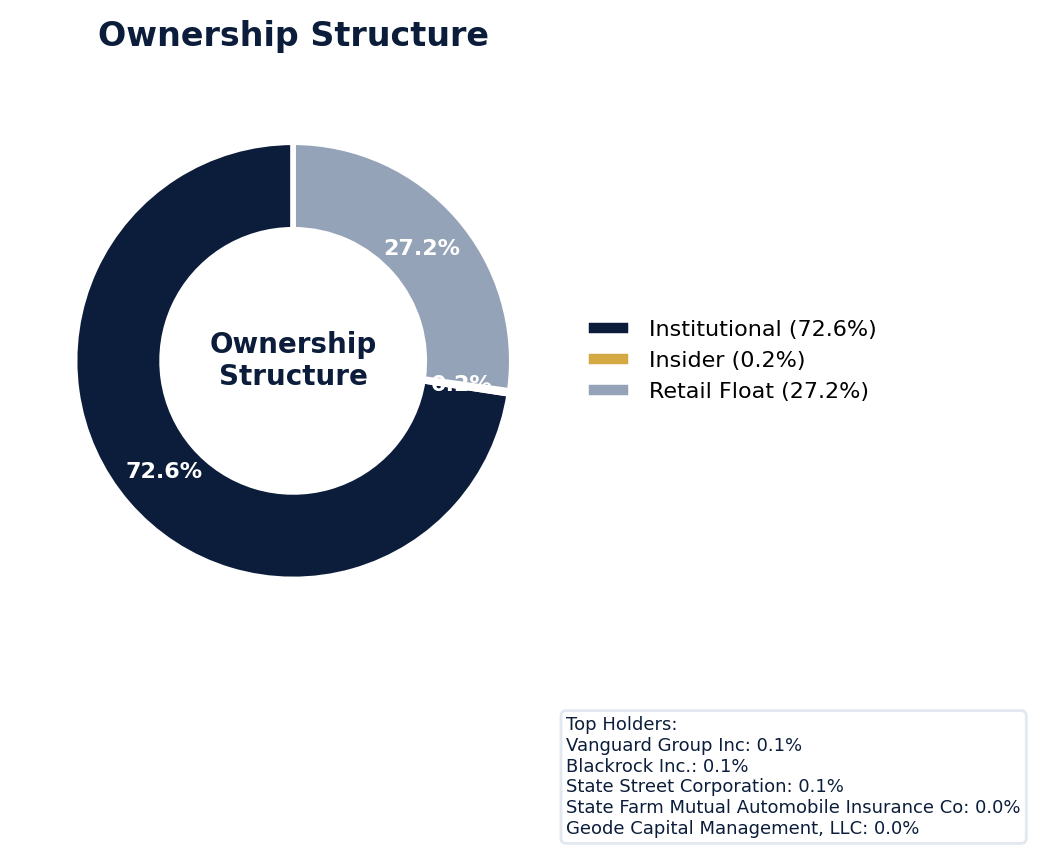 Ownership Structure
27.2%
Ownership
Structure
0.2%
72.6%
Institutional (72.6%)
Insider (0.2%)
Retail Float (27.2%)
Top Holders:
Vanguard Group Inc: 0.1%
Blackrock Inc.: 0.1%
State Street Corporation: 0.1%
State Farm Mutual Automobile Insurance Co: 0.0%
Geode Capital Management, LLC: 0.0%